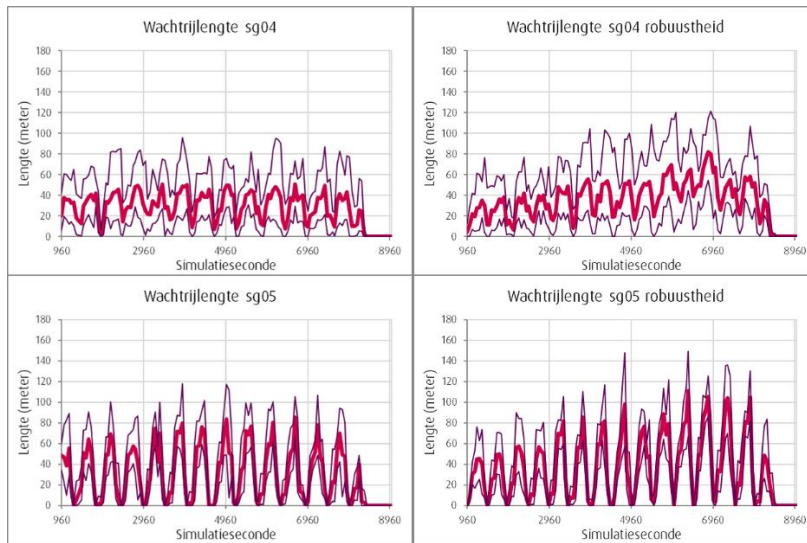 Wachtrijlengte sg04
Lengte (meter)
180
160
140
120
100
80
60
40
20
0
960 2960 4960 6960 8960
Simulatieseconde
Wachtrijlengte sg04 robuustheid
Lengte (meter)
180
160
140
120
100
80
60
40
20
0
960 2960 4960 6960 8960
Simulatieseconde
Wachtrijlengte sg05
Lengte (meter)
180
160
140
120
100
80
60
40
20
0
960 2960 4960 6960 8960
Simulatieseconde
Wachtrijlengte sg05 robuustheid
Lengte (meter)
180
160
140
120
100
80
60
40
20
0
960 2960 4960 6960 8960
Simulatieseconde